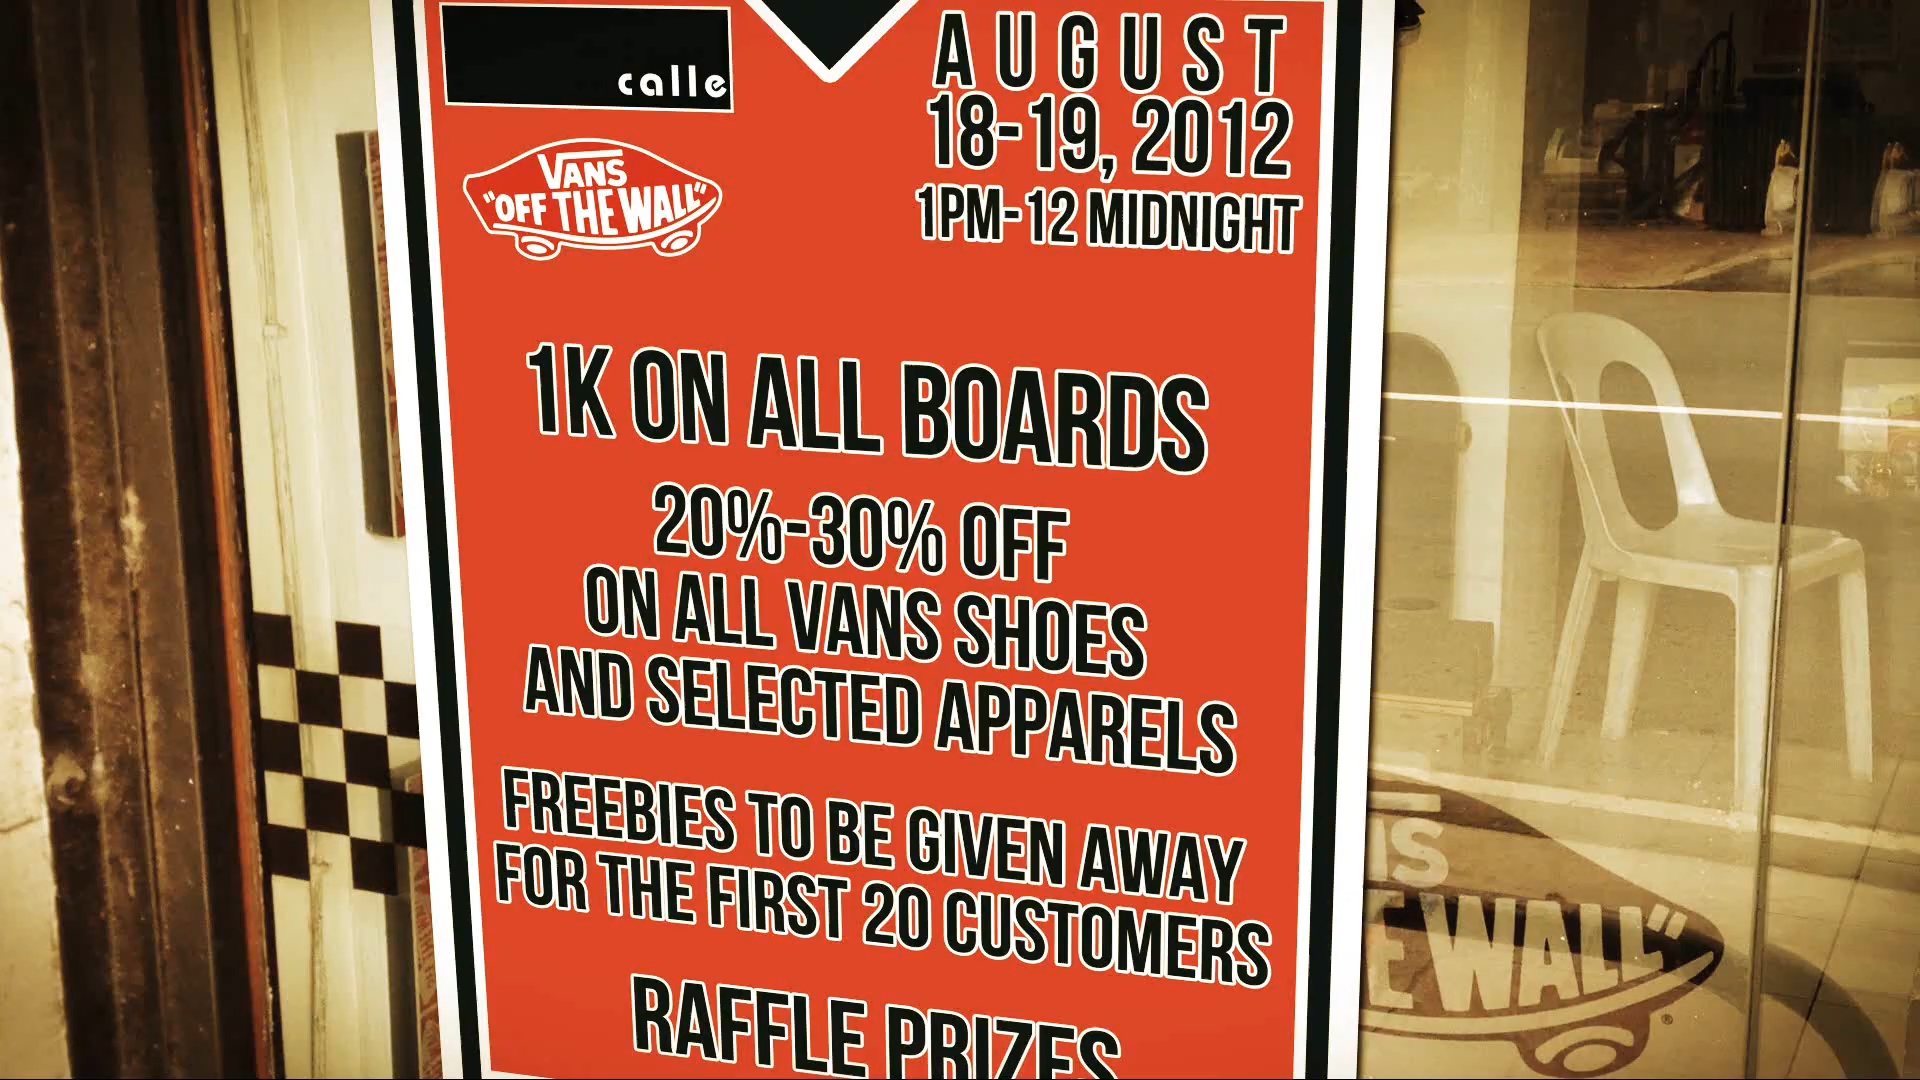 calle
VANS
"OFF THE WALL"
AUGUST
18-19, 2012
1PM-12 MIDNIGHT
1K ON ALL BOARDS
20%-30% OFF
ON ALL VANS SHOES
AND SELECTED APPARELS
FREEBIES TO BE GIVEN AWAY
FOR THE FIRST 20 CUSTOMERS
RAFFLE PRIZES
NS
E WALL"
®